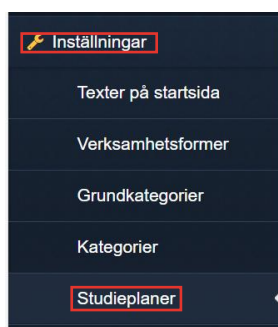 Inställningar
Texter på startsida
Verksamhetsformer
Grundkategorier
Kategorier
Studieplaner